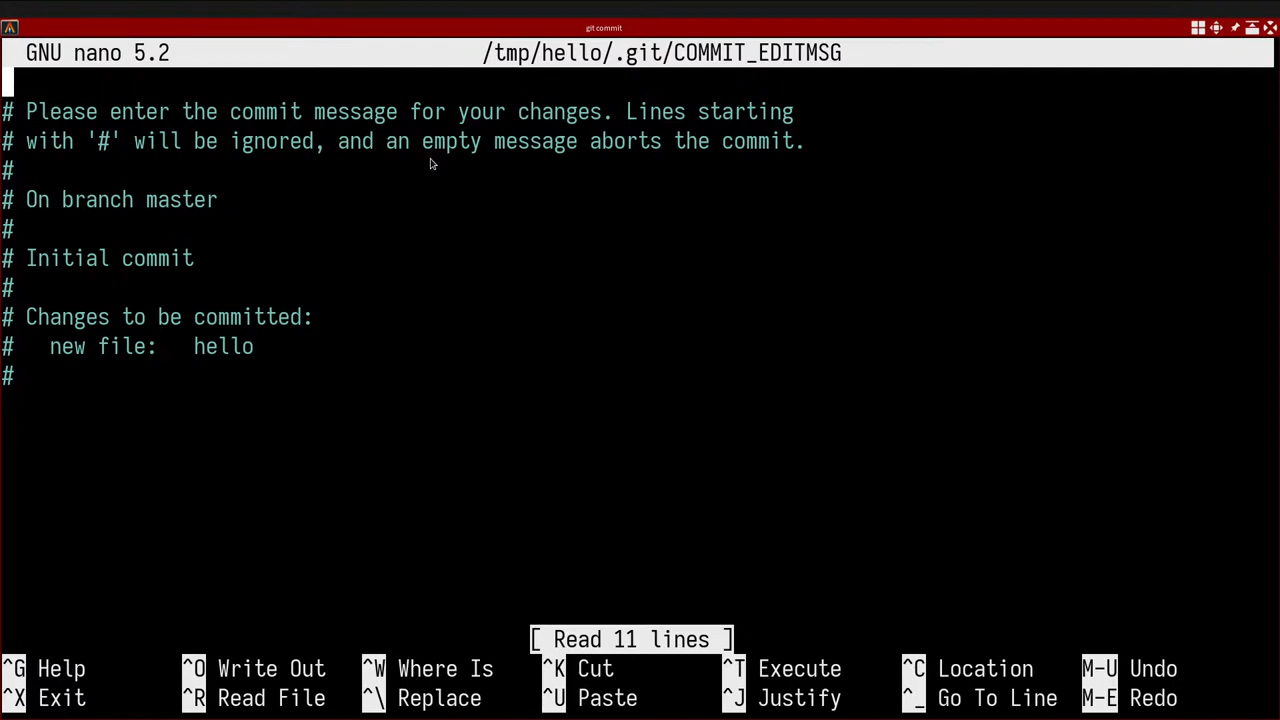 git commit
GNU nano 5.2 /tmp/hello/.git/COMMIT_EDITMSG
# Please enter the commit message for your changes. Lines starting
# with '#' will be ignored, and an empty message aborts the commit.
#
# On branch master
#
# Initial commit
#
# Changes to be committed:
#	new file:   hello
#
[ Read 11 lines ]
^G Help ^O Write Out ^W Where Is ^K Cut ^T Execute ^C Location M-U Undo
^X Exit ^R Read File ^\ Replace ^U Paste ^J Justify ^_ Go To Line M-E Redo